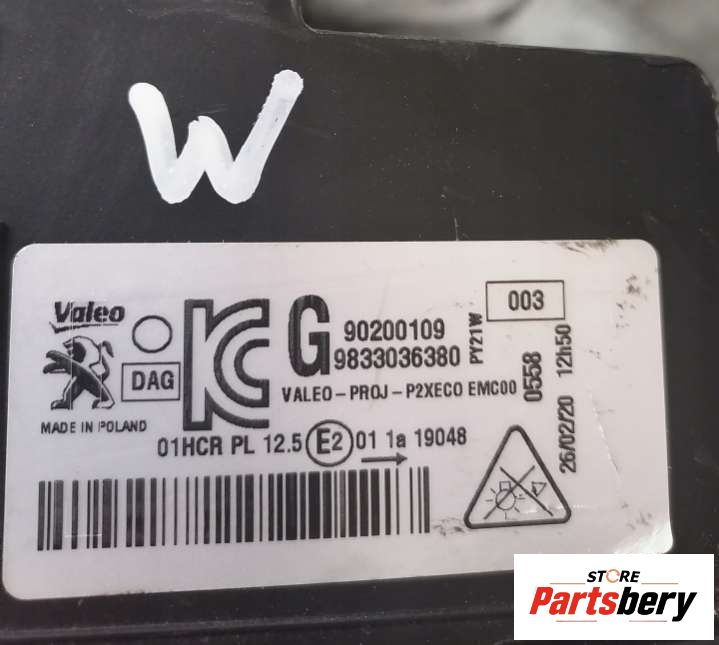 W
Valeo
DAG
MADE IN POLAND
G
90200109
9833036380
VALEO-PROJ-P2XECO EMC00
PY21W
003
0558
26/02/20 12h50
01HCR PL 12.5 E2 01 1a 19048
STORE
Partsbery